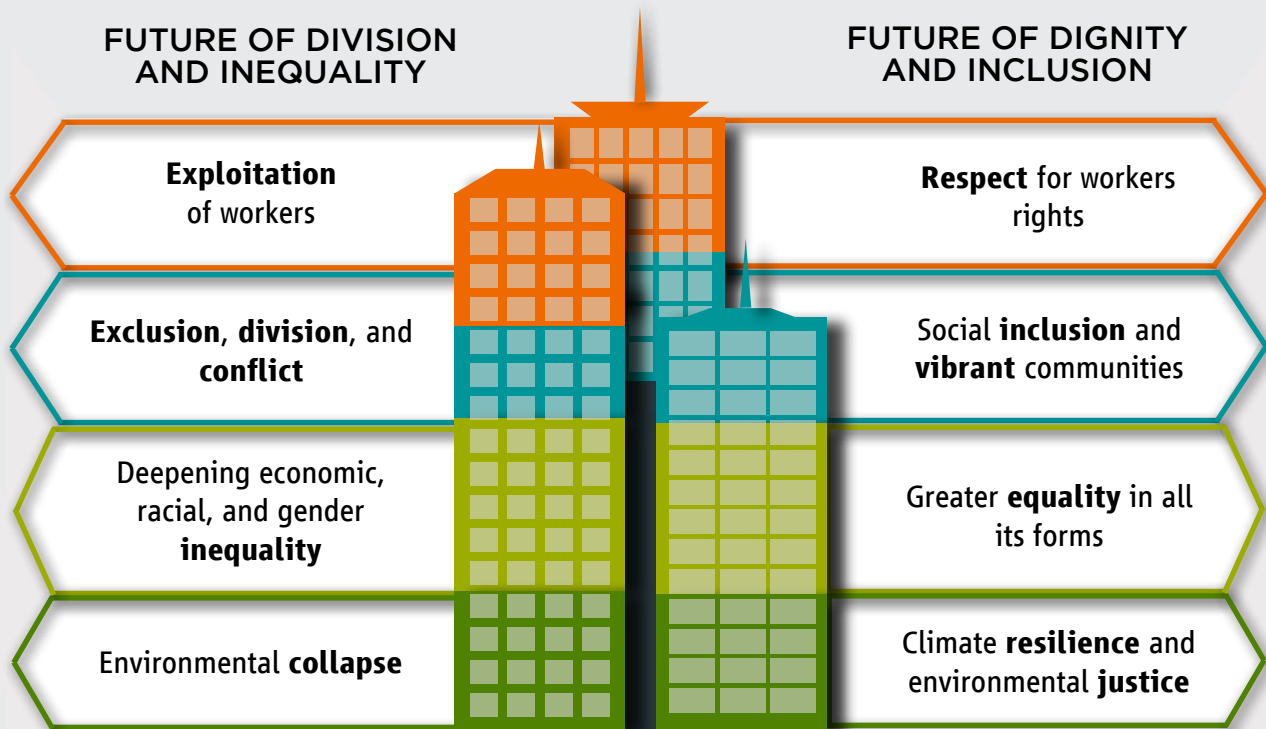 FUTURE OF DIVISION
AND INEQUALITY
Exploitation
of workers
Exclusion, division, and
conflict
Deepening economic,
racial, and gender
inequality
Environmental collapse
FUTURE OF DIGNITY
AND INCLUSION
Respect for workers
rights
Social inclusion and
vibrant communities
Greater equality in all
its forms
Climate resilience and
environmental justice